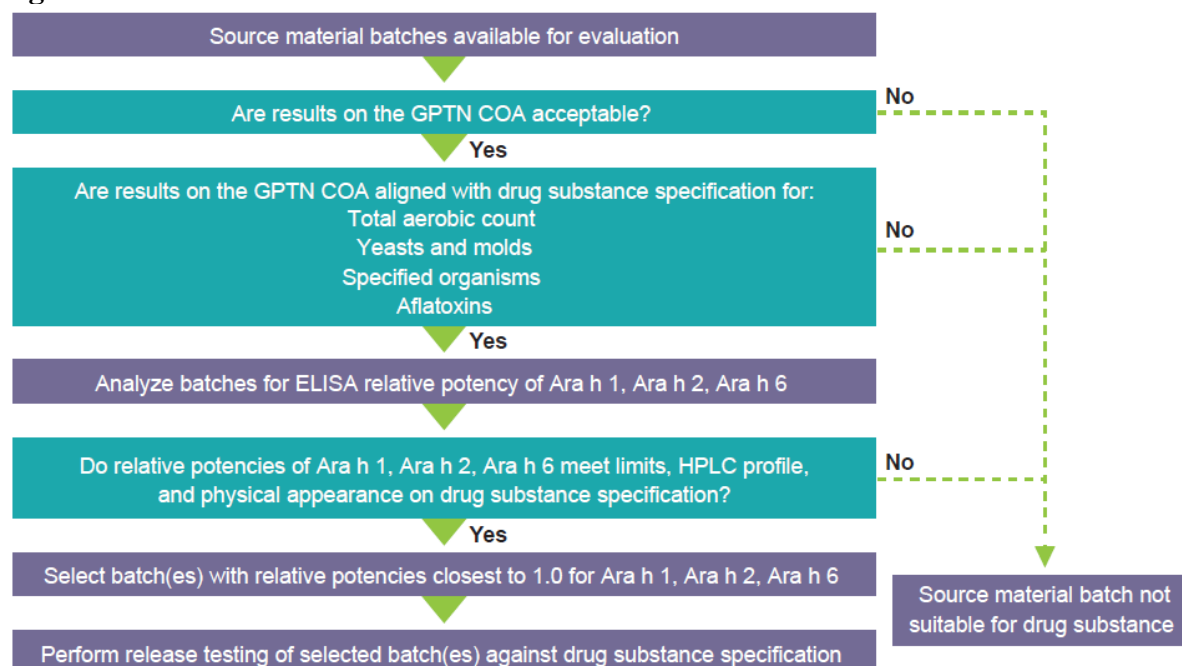 Source material batches available for evaluation
Are results on the GPTN COA acceptable?
No
Yes
Are results on the GPTN COA aligned with drug substance specification for:
Total aerobic count
Yeasts and molds
Specified organisms
Aflatoxins
No
Yes
Analyze batches for ELISA relative potency of Ara h 1, Ara h 2, Ara h 6
Do relative potencies of Ara h 1, Ara h 2, Ara h 6 meet limits, HPLC profile,
and physical appearance on drug substance specification?
No
Yes
Select batch(es) with relative potencies closest to 1.0 for Ara h 1, Ara h 2, Ara h 6
Source material batch not
suitable for drug substance
Perform release testing of selected batch(es) against drug substance specification